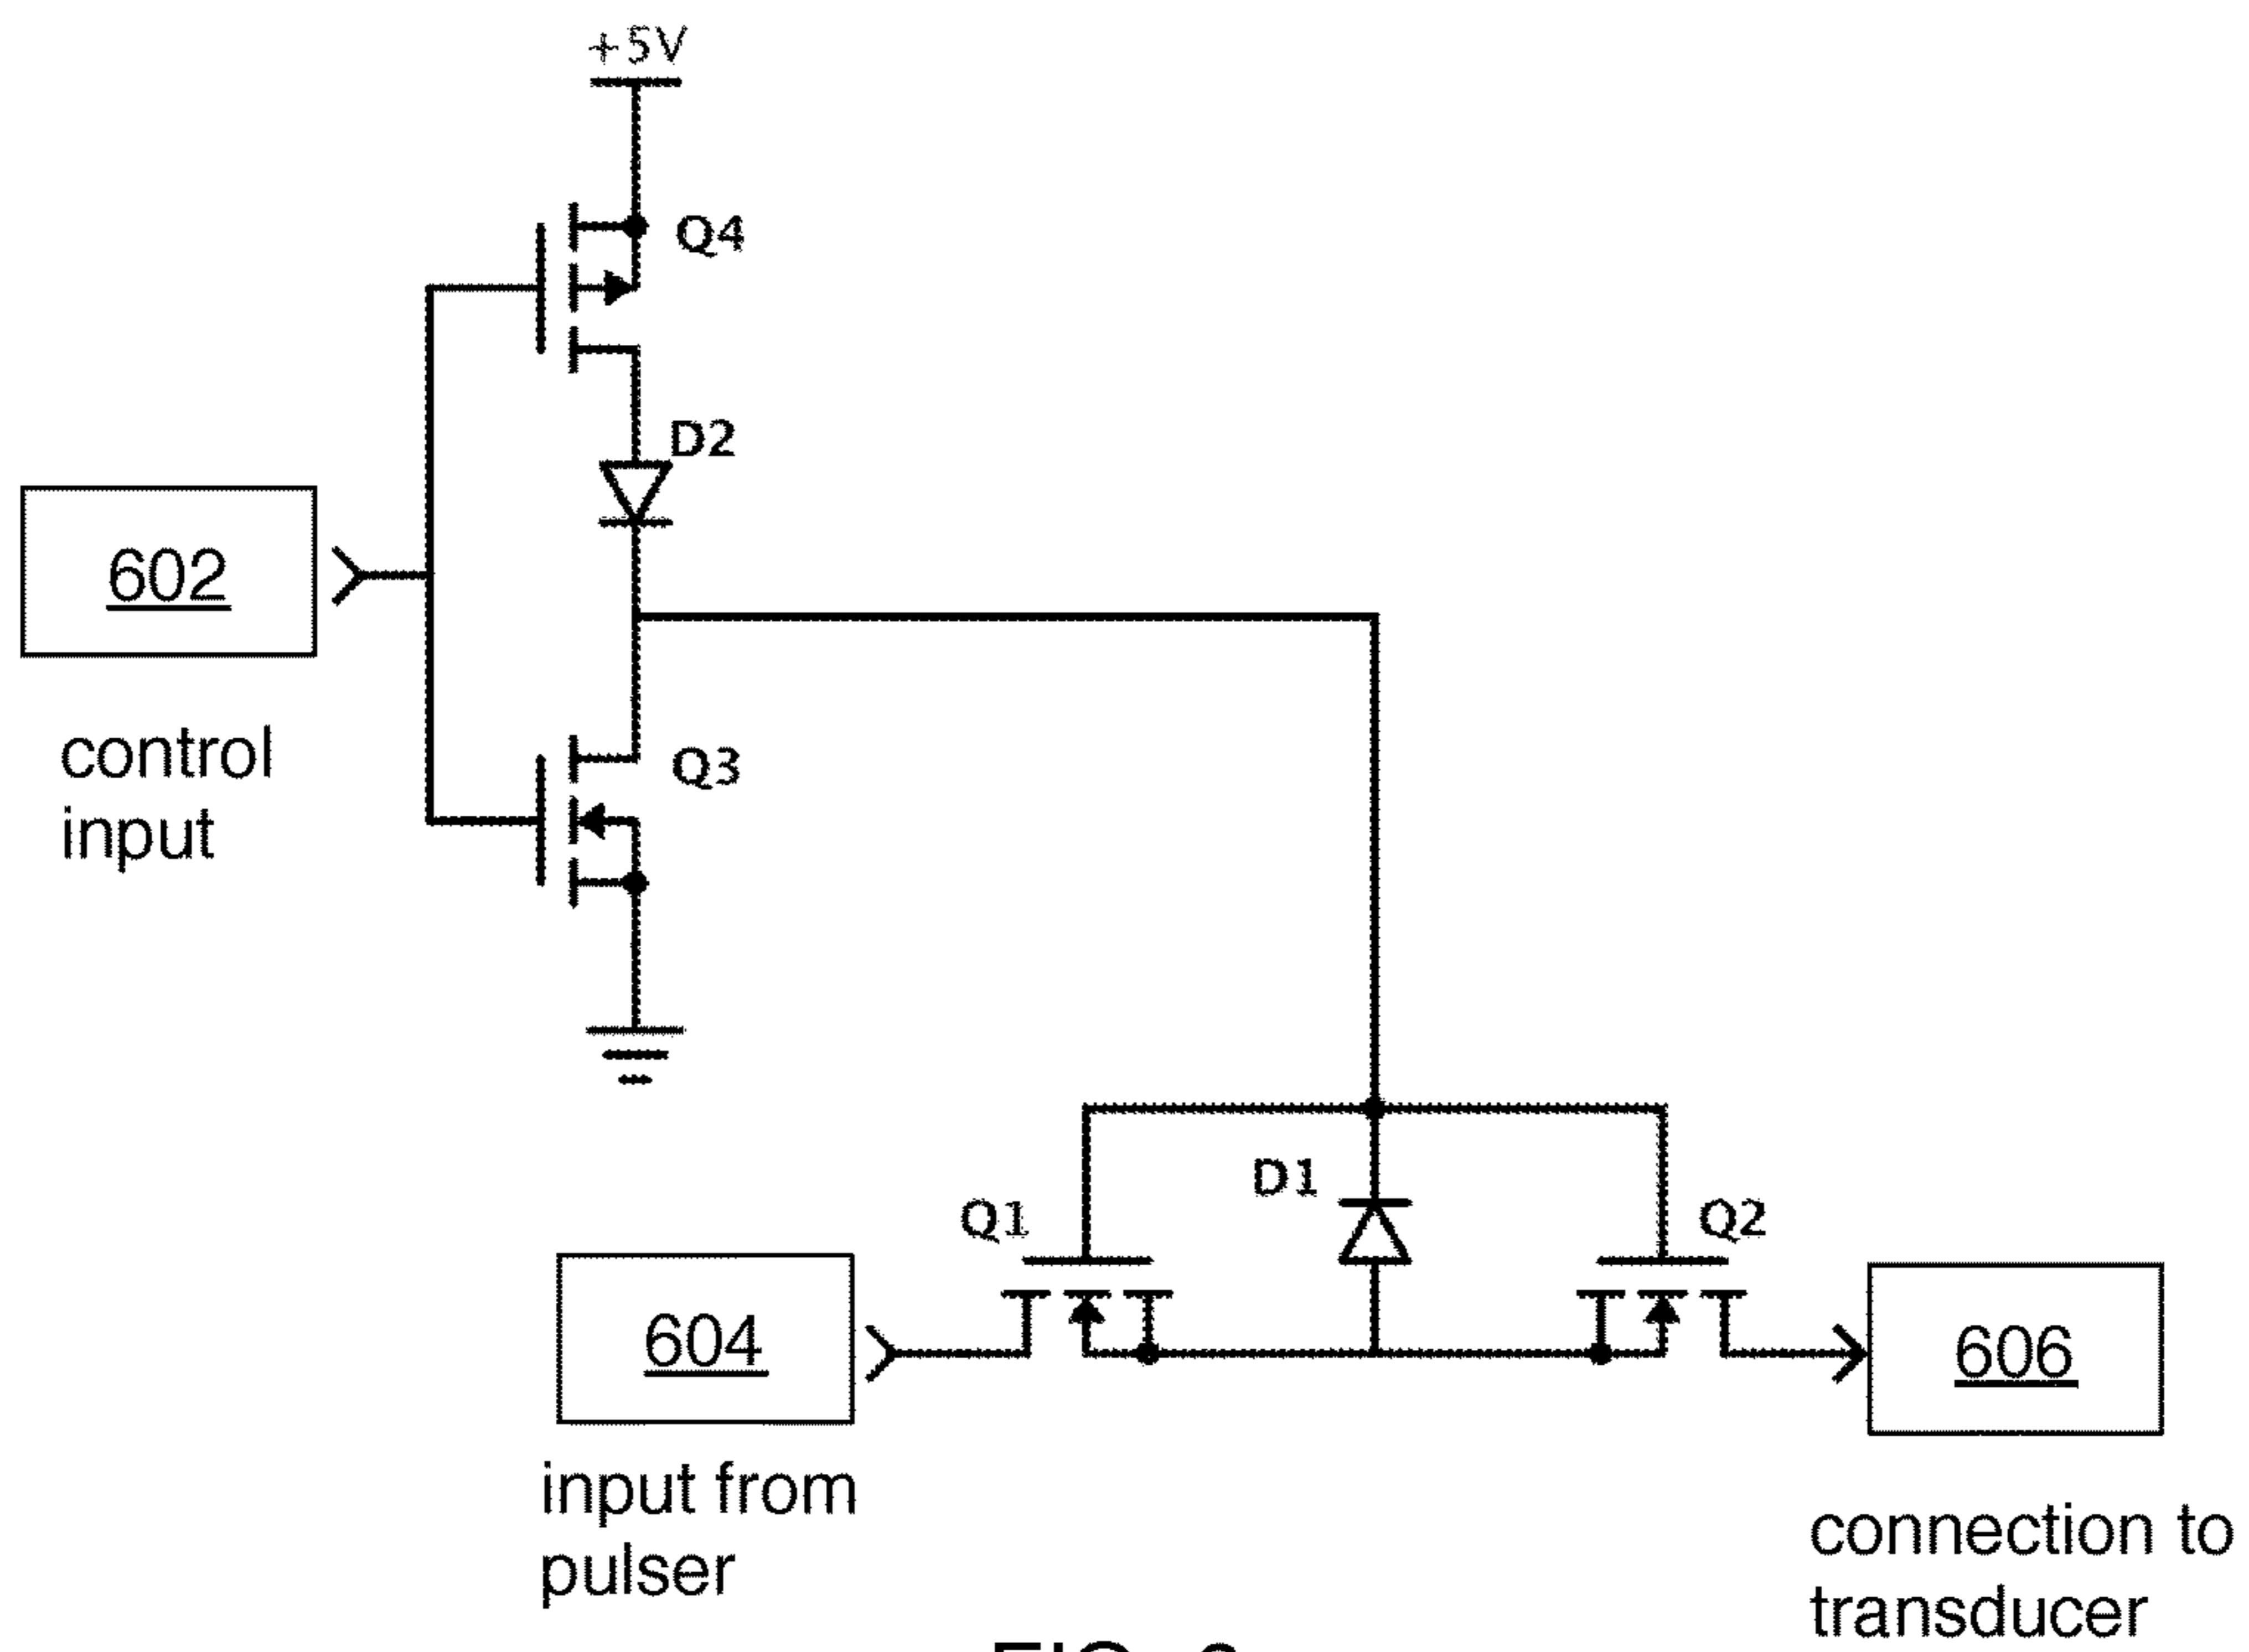 +5V
Q4
D2
602
control
input
Q3
D1
Q1
Q2
604
606
input from
pulser
connection to
transducer